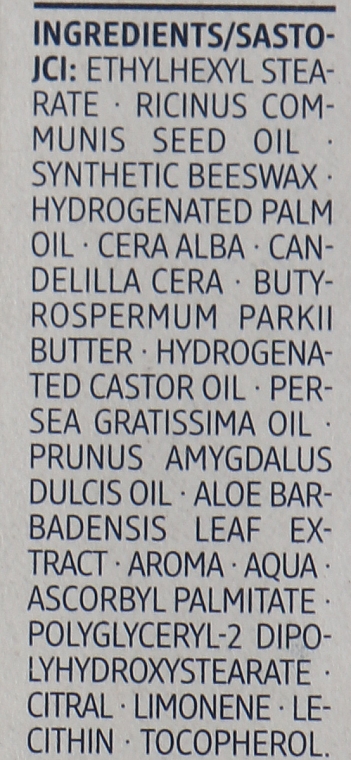 INGREDIENTS/SASTO-
JCI: ETHYLHEXYL STEA-
RATE · RICINUS COM-
MUNIS SEED OIL ·
SYNTHETIC BEESWAX ·
HYDROGENATED PALM
OIL · CERA ALBA · CAN-
DELILLA CERA · BUTY-
ROSPERMUM PARKII
BUTTER · HYDROGENA-
TED CASTOR OIL · PER-
SEA GRATISSIMA OIL ·
PRUNUS AMYGDALUS
DULCIS OIL · ALOE BAR-
BADENSIS LEAF EX-
TRACT · AROMA · AQUA ·
ASCORBYL PALMITATE ·
POLYGLYCERYL-2 DIPO-
LYHYDROXYSTEARATE ·
CITRAL · LIMONENE · LE-
CITHIN · TOCOPHEROL.